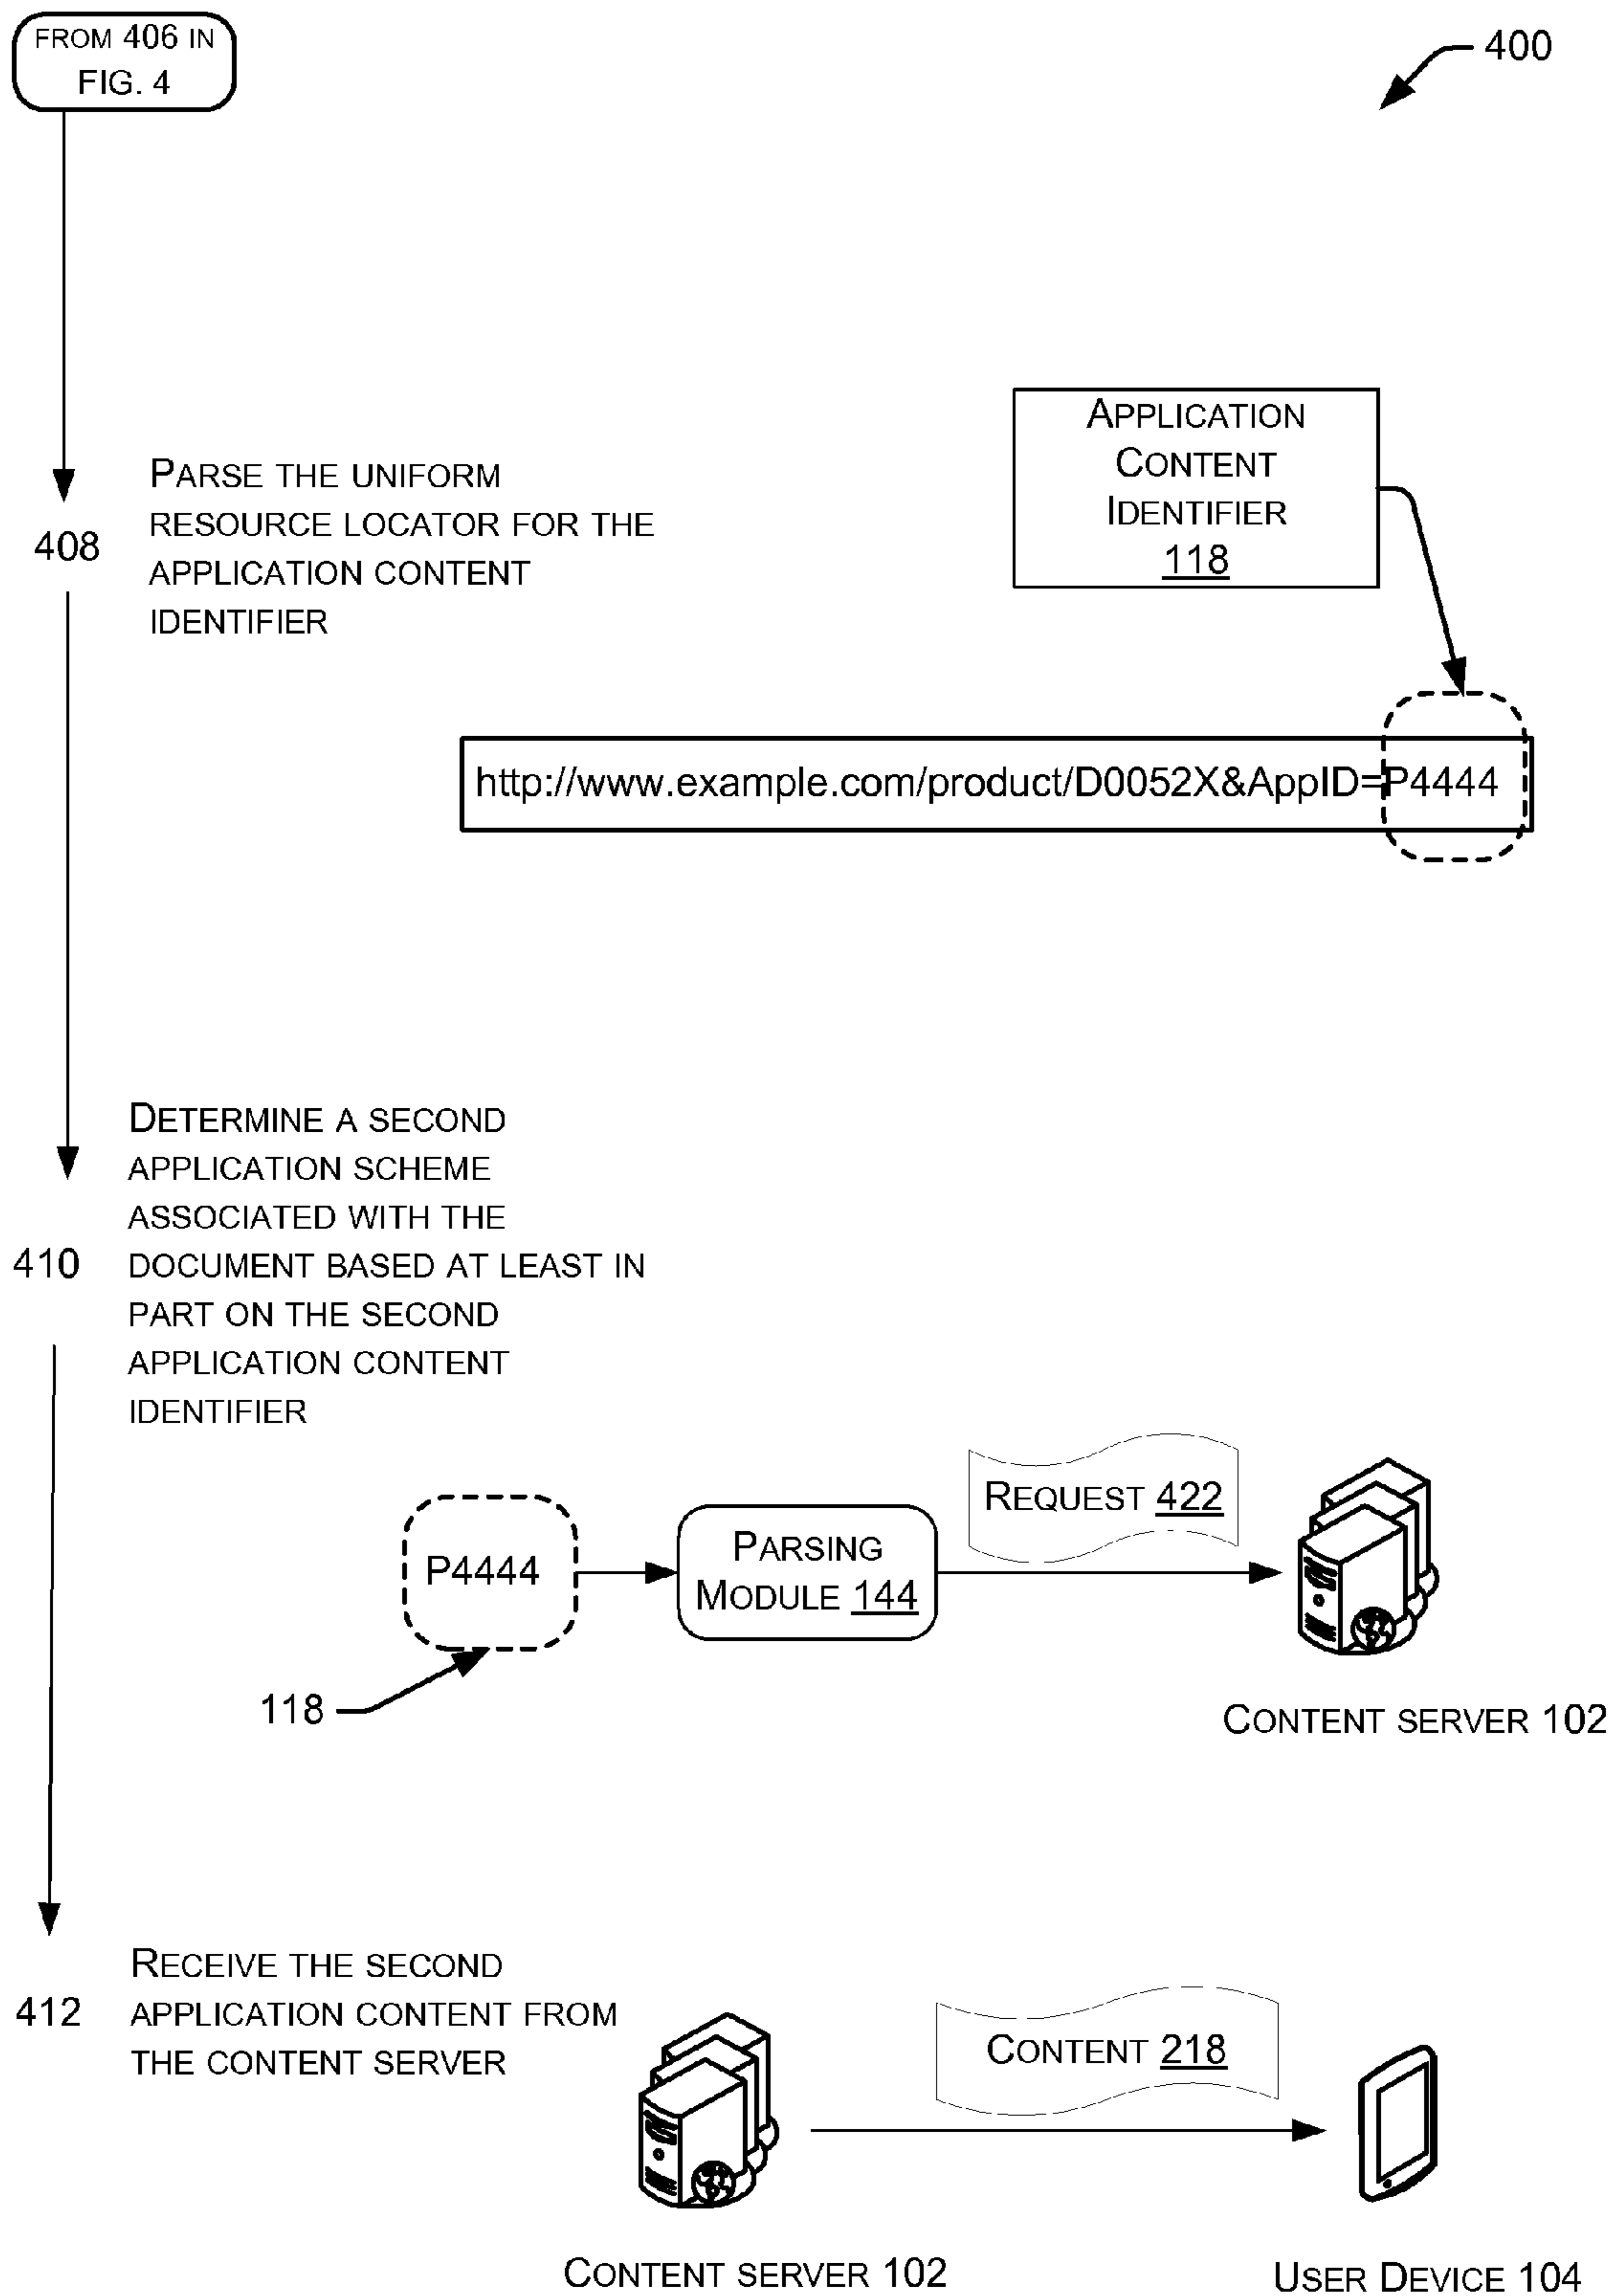 FROM 406 IN
FIG. 4
400
APPLICATION
CONTENT
IDENTIFIER
118
408
PARSE THE UNIFORM
RESOURCE LOCATOR FOR THE
APPLICATION CONTENT
IDENTIFIER
http://www.example.com/product/D0052X&AppID=P4444
410
DETERMINE A SECOND
APPLICATION SCHEME
ASSOCIATED WITH THE
DOCUMENT BASED AT LEAST IN
PART ON THE SECOND
APPLICATION CONTENT
IDENTIFIER
P4444
118
PARSING
MODULE 144
REQUEST 422
CONTENT SERVER 102
412
RECEIVE THE SECOND
APPLICATION CONTENT FROM
THE CONTENT SERVER
CONTENT 218
CONTENT SERVER 102
USER DEVICE 104